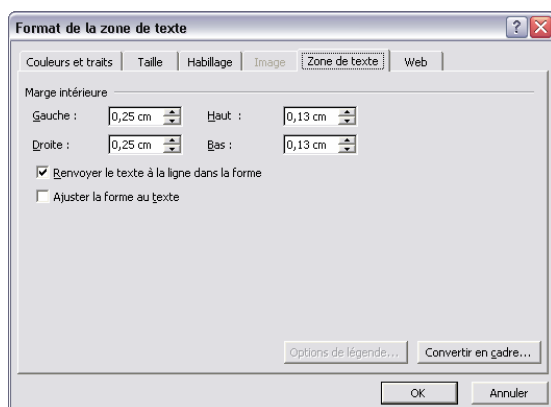 Format de la zone de texte
Couleurs et traits Taille Habillage Image Zone de texte Web
Marge intérieure
Gauche : 0,25 cm Haut : 0,13 cm
Droite : 0,25 cm Bas : 0,13 cm
Renvoyer le texte à la ligne dans la forme
Ajuster la forme au texte
Options de légende... Convertir en cadre...
OK Annuler